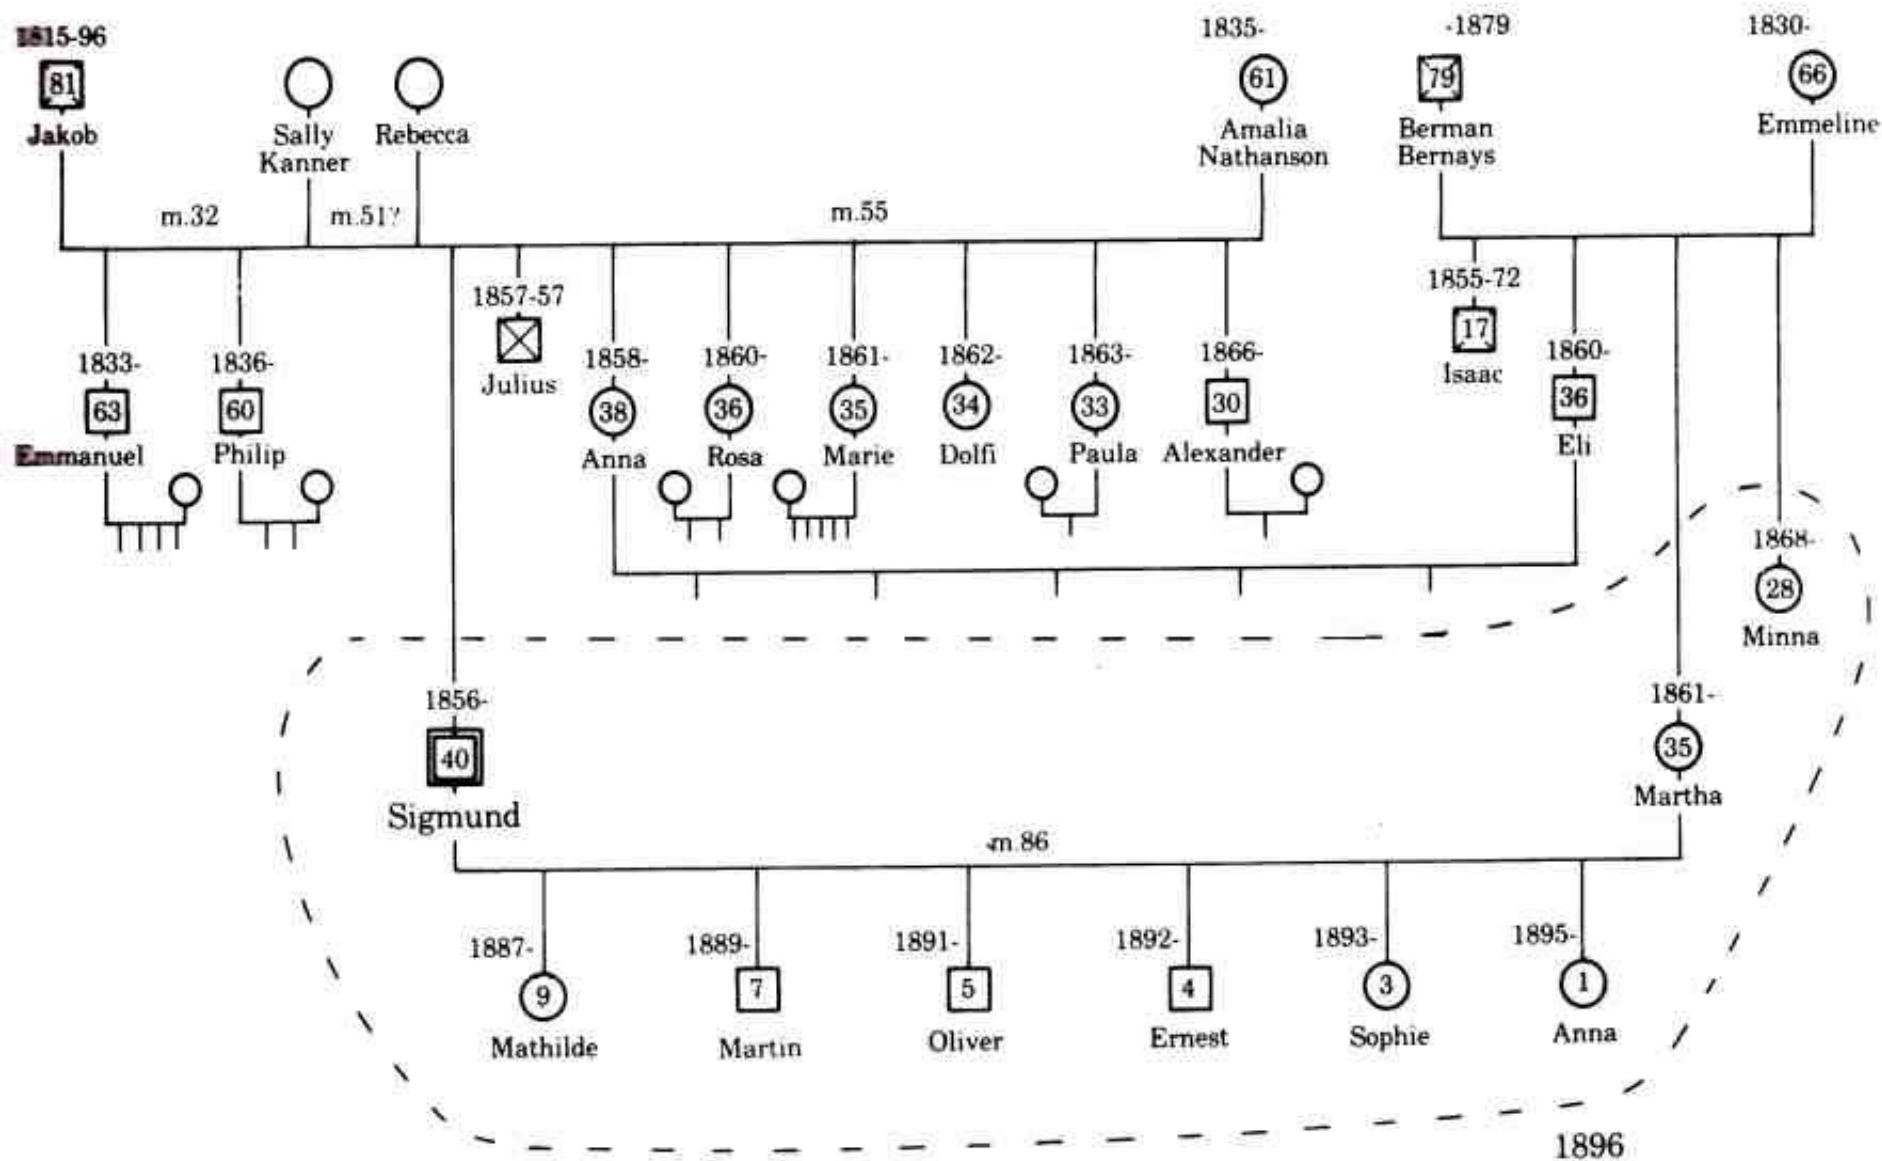 1815-96
81
Jakob
Sally
Kanner
Rebecca
1835-
61
Amalia
Nathanson
-1879
79
Berman
Bernays
1830-
66
Emmeline
m.32
m.51?
m.55
1833-
63
Emmanuel
1836-
60
Philip
1857-57
Julius
1858-
38
Anna
1860-
36
Rosa
1861-
35
Marie
1862-
34
Dolfi
1863-
33
Paula
1866-
30
Alexander
1855-72
17
Isaac
1860-
36
Eli
1868-
28
Minna
1856-
40
Sigmund
1861-
35
Martha
m.86
1887-
9
Mathilde
1889-
7
Martin
1891-
5
Oliver
1892-
4
Ernest
1893-
3
Sophie
1895-
1
Anna
1896